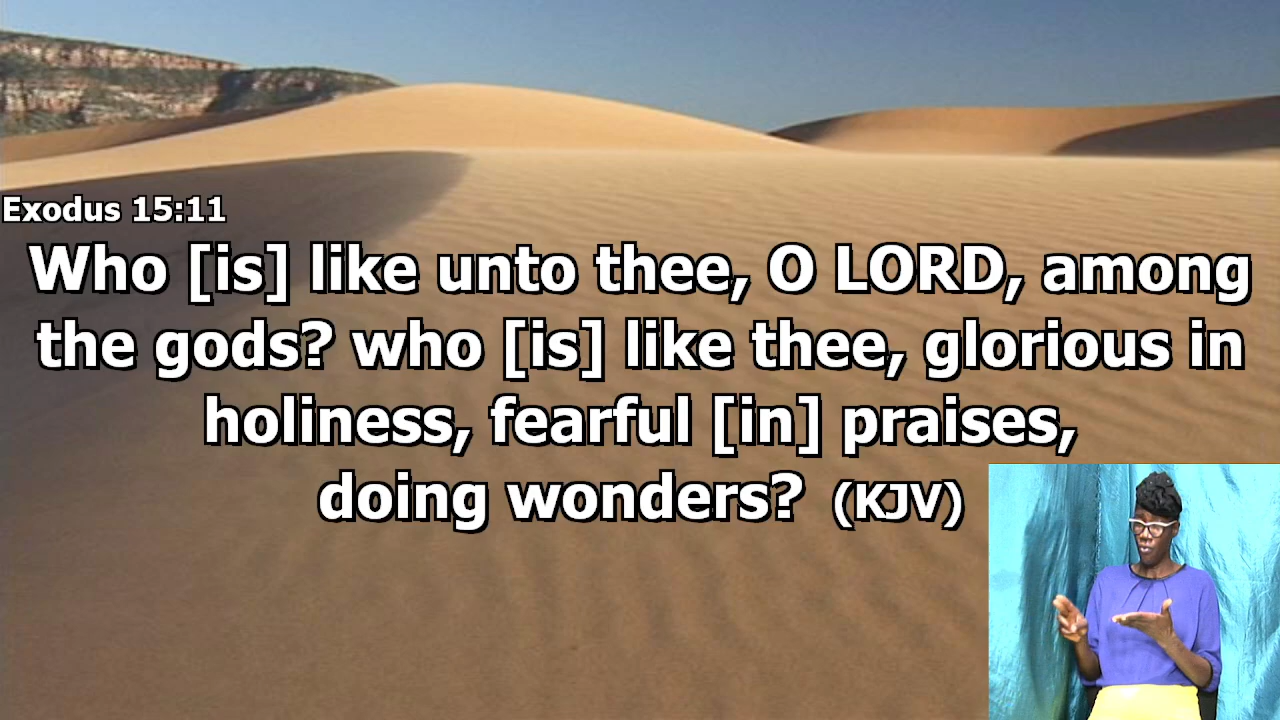 Exodus 15:11
Who [is] like unto thee, O LORD, among
the gods? who [is] like thee, glorious in
holiness, fearful [in] praises,
doing wonders? (KJV)